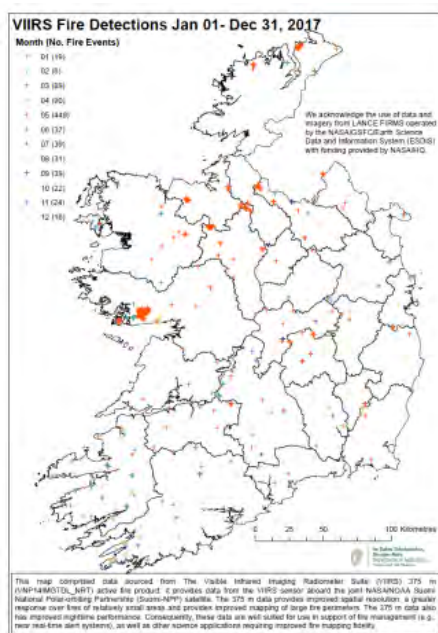 VIIRS Fire Detections Jan 01- Dec 31, 2017
Month (No. Fire Events)
01 (19)
02 (8)
03 (89)
04 (90)
05 (448)
06 (37)
07 (39)
08 (31)
09 (39)
10 (22)
11 (24)
12 (18)
We acknowledge the use of data and
imagery from LANCE FIRMS operated
by the NASA/GSFC/Earth Science
Data and Information System (ESDIS)
with funding provided by NASA/HQ.
0 25 50 100 Kilometres
This map comprised data sourced from The Visible Infrared Imaging Radiometer Suite (VIIRS) 375 m
(VNP14IMGTDL_NRT) active fire product. it provides data from the VIIRS sensor aboard the joint NASA/NOAA Suomi
National Polar-orbiting Partnership (Suomi-NPP) satellite. The 375 m data provides improved spatial resolution, a greater
response over fires of relatively small areas and provides improved mapping of large fire perimeters. The 375 m data also
has improved nighttime performance. Consequently, these data are well suited for use in support of fire management (e.g.,
near real-time alert systems), as well as other science applications requiring improved fire mapping fidelity.